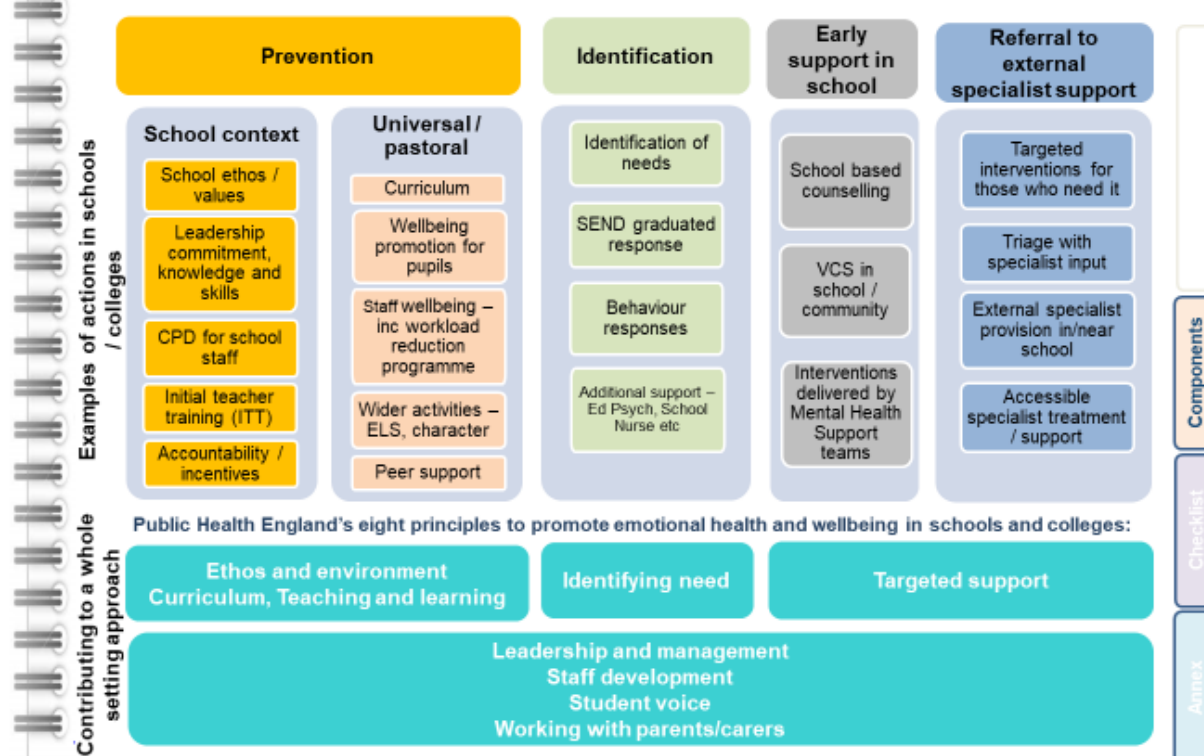 Prevention
Identification
Early
support in
school
Referral to
external
specialist support
Examples of actions in schools
/ colleges
School context
School ethos /
values
Leadership
commitment,
knowledge and
skills
CPD for school
staff
Initial teacher
training (ITT)
Accountability /
incentives
Universal /
pastoral
Curriculum
Wellbeing
promotion for
pupils
Staff wellbeing –
inc workload
reduction
programme
Wider activities –
ELS, character
Peer support
Identification of
needs
SEND graduated
response
Behaviour
responses
Additional support –
Ed Psych, School
Nurse etc
School based
counselling
VCS in
school /
community
Interventions
delivered by
Mental Health
Support
teams
Targeted
interventions for
those who need it
Triage with
specialist input
External specialist
provision in/near
school
Accessible
specialist treatment
/ support
Public Health England's eight principles to promote emotional health and wellbeing in schools and colleges:
Contributing to a whole
setting approach
Ethos and environment
Curriculum, Teaching and learning
Identifying need
Targeted support
Leadership and management
Staff development
Student voice
Working with parents/carers
Components
Checklist
Annex